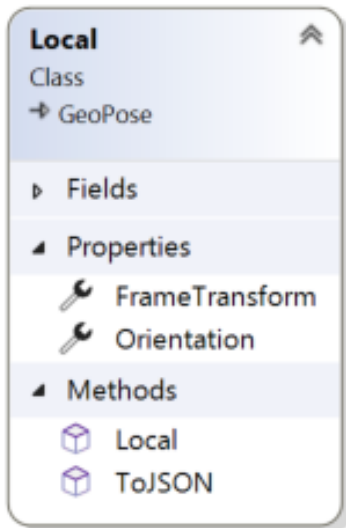 Local
Class
GeoPose
Fields
Properties
FrameTransform
Orientation
Methods
Local
ToJSON